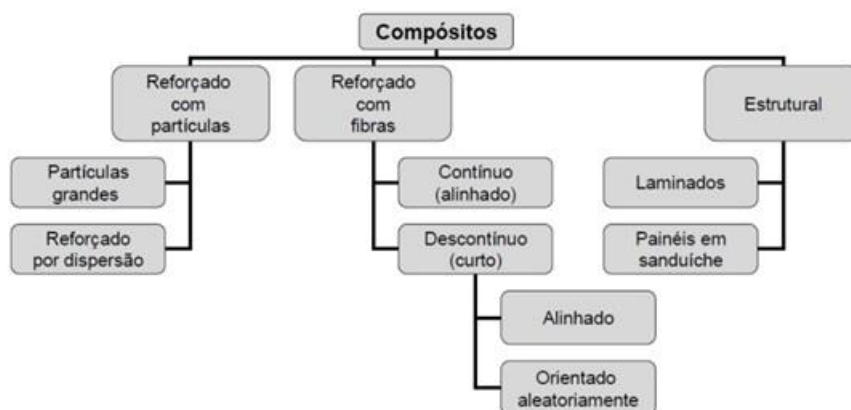 Compósitos
Reforçado
com
partículas
Reforçado
com
fibras
Estrutural
Partículas
grandes
Contínuo
(alinhado)
Laminados
Reforçado
por dispersão
Descontínuo
(curto)
Painéis em
sanduíche
Alinhado
Orientado
aleatoriamente